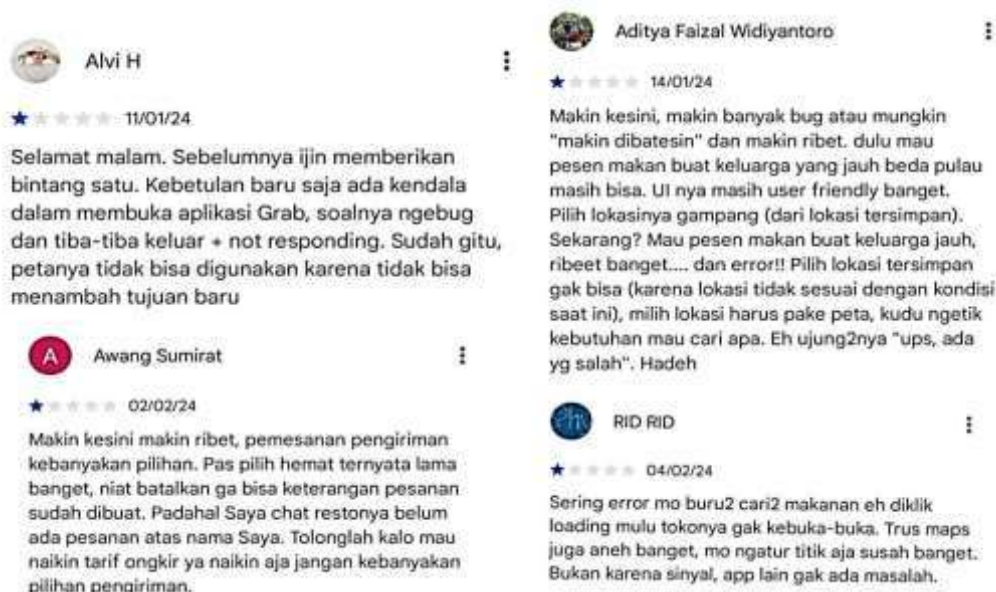 Alvi H
11/01/24
Selamat malam. Sebelumnya ijin memberikan
bintang satu. Kebetulan baru saja ada kendala
dalam membuka aplikasi Grab, soalnya ngebug
dan tiba-tiba keluar + not responding. Sudah gitu,
petanya tidak bisa digunakan karena tidak bisa
menambah tujuan baru
A
Awang Sumirat
02/02/24
Makin kesini makin ribet, pemesanan pengiriman
kebanyakan pilihan. Pas pilih hemat ternyata lama
banget, niat batalkan ga bisa keterangan pesanan
sudah dibuat. Padahal Saya chat restonya belum
ada pesanan atas nama Saya. Tolonglah kalo mau
naikin tarif ongkir ya naikin aja jangan kebanyakan
pilihan pengiriman.
Aditya Faizal Widiyantoro
14/01/24
Makin kesini, makin banyak bug atau mungkin
"makin dibatesin" dan makin ribet. dulu mau
pesen makan buat keluarga yang jauh beda pulau
masih bisa. UI nya masih user friendly banget.
Pilih lokasinya gampang (dari lokasi tersimpan).
Sekarang? Mau pesen makan buat keluarga jauh,
ribeet banget.... dan error!! Pilih lokasi tersimpan
gak bisa (karena lokasi tidak sesuai dengan kondisi
saat ini), milih lokasi harus pake peta, kudu ngetik
kebutuhan mau cari apa. Eh ujung2nya "ups, ada
yg salah". Hadeh
RID RID
04/02/24
Sering error mo buru2 cari2 makanan eh diklik
loading mulu tokonya gak kebuka-buka. Trus maps
juga aneh banget, mo ngatur titik aja susah banget.
Bukan karena sinyal, app lain gak ada masalah.